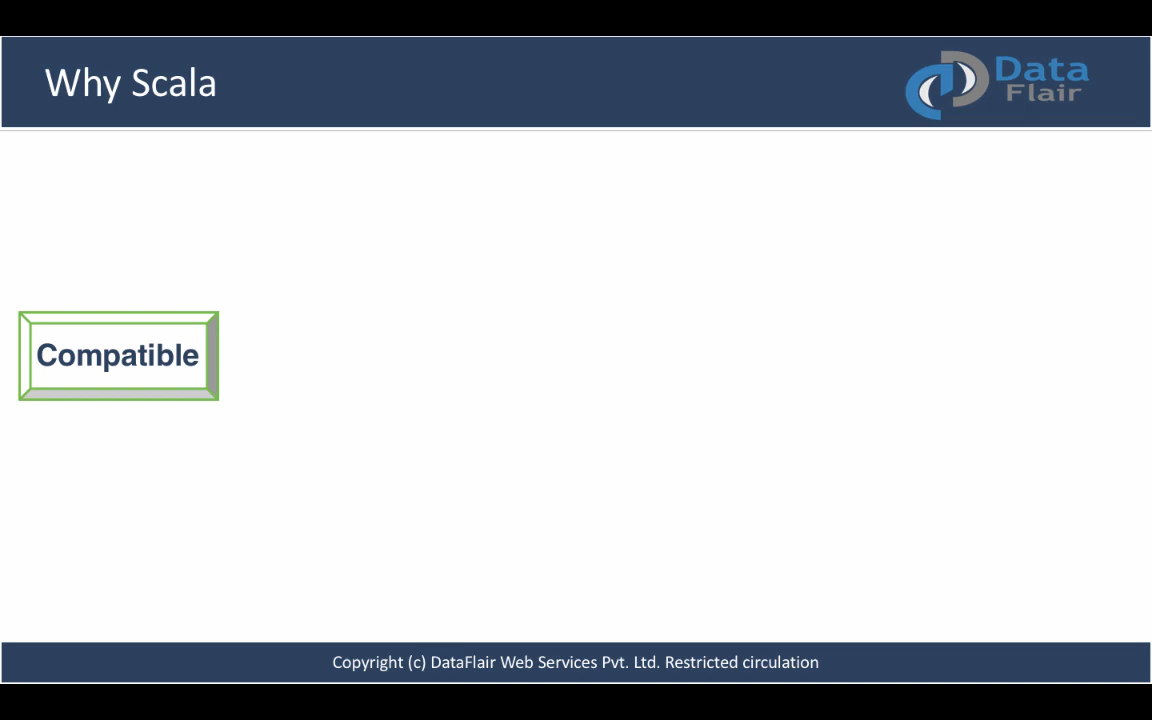 Why Scala
Data
Flair
Compatible
Copyright (c) DataFlair Web Services Pvt. Ltd. Restricted circulation